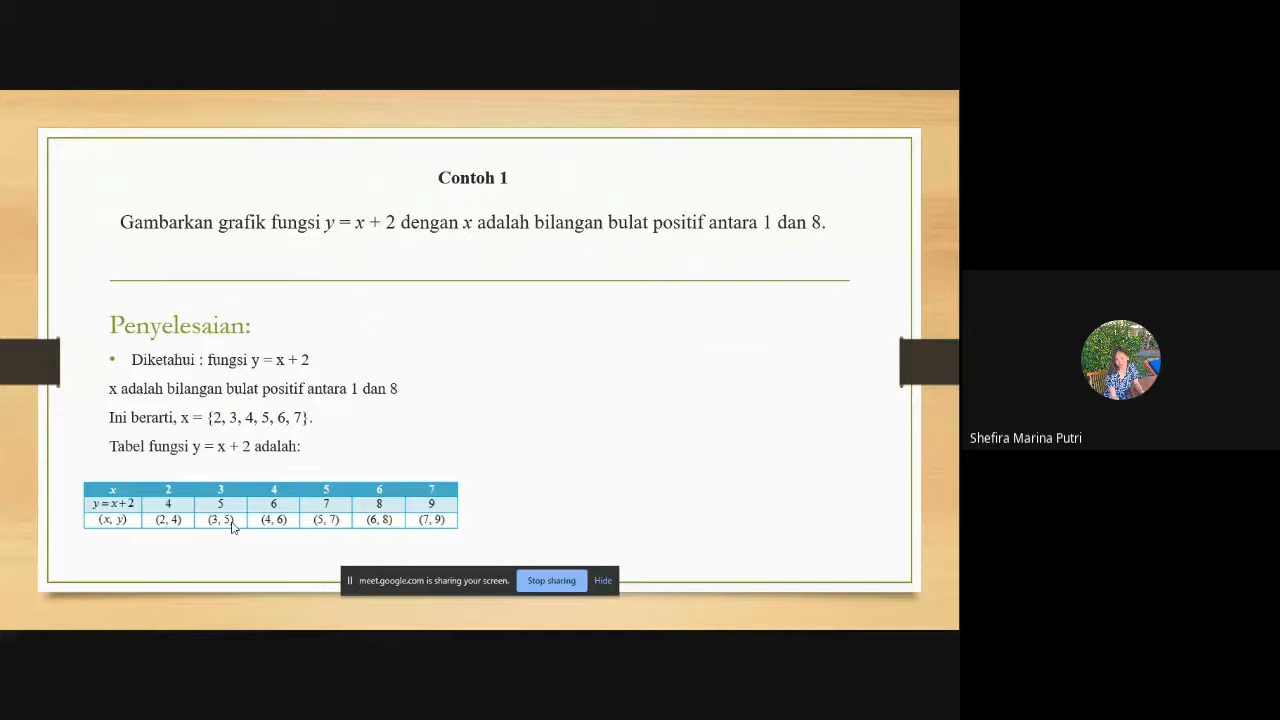 Contoh 1
Gambarkan grafik fungsi y = x + 2 dengan x adalah bilangan bulat positif antara 1 dan 8.
Penyelesaian:
• Diketahui : fungsi y = x + 2
x adalah bilangan bulat positif antara 1 dan 8
Ini berarti, x = {2, 3, 4, 5, 6, 7}.
Tabel fungsi y = x + 2 adalah:
x 2 3 4 5 6 7
y = x+2 4 5 6 7 8 9
(x, y) (2, 4) (3, 5) (4, 6) (5, 7) (6, 8) (7, 9)
meet.google.com is sharing your screen. Stop sharing Hide
Shefira Marina Putri